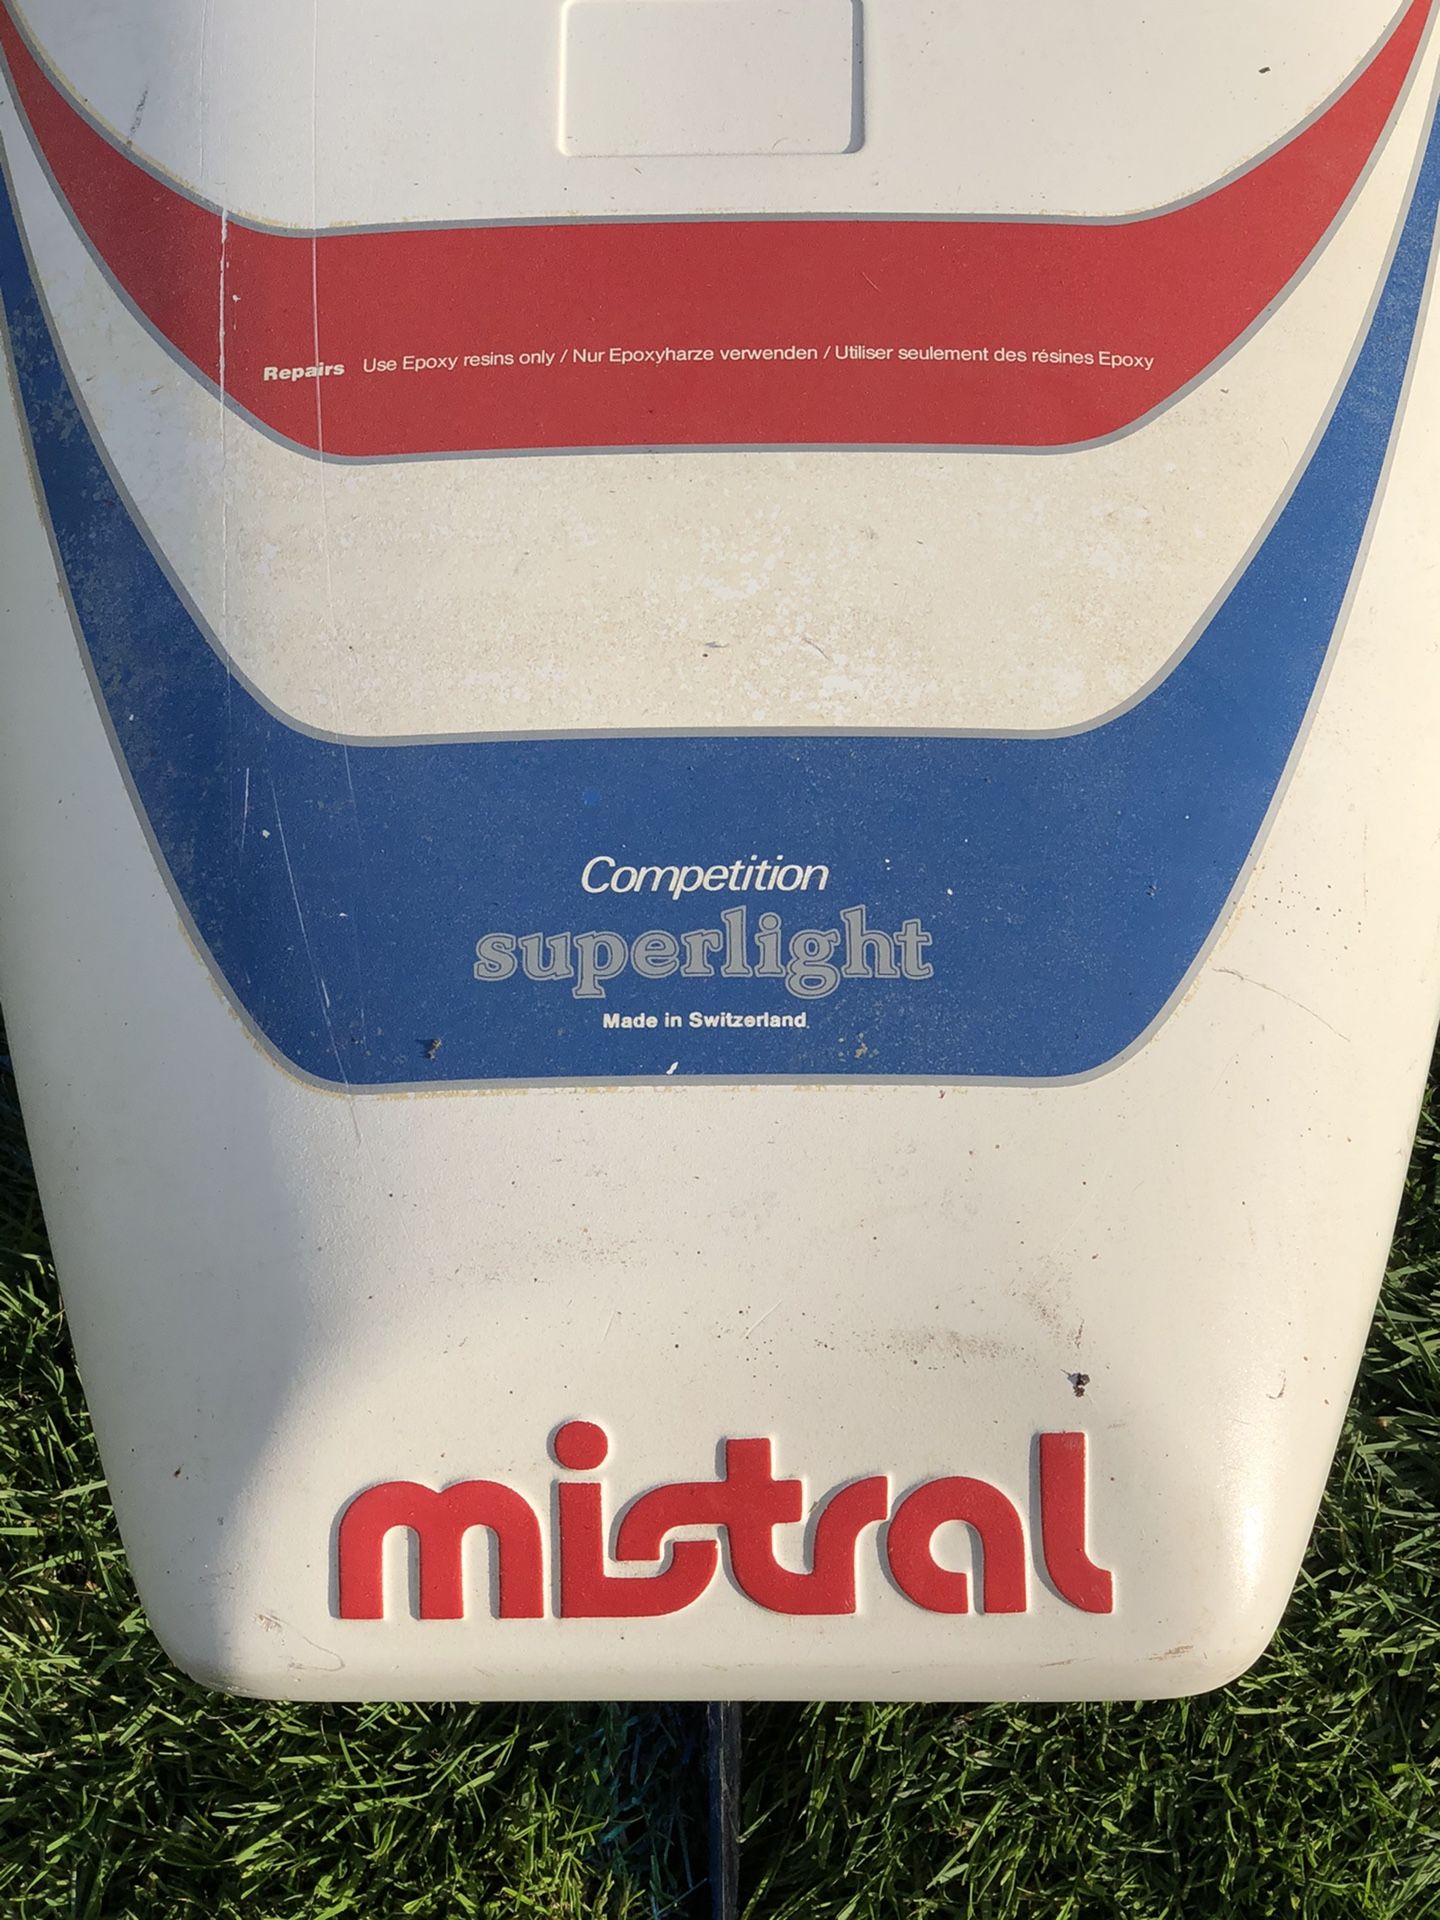 Repairs Use Epoxy resins only / Nur Epoxyharze verwenden / Utiliser seulement des résines Epoxy
Competition
superlight
Made in Switzerland
mistral